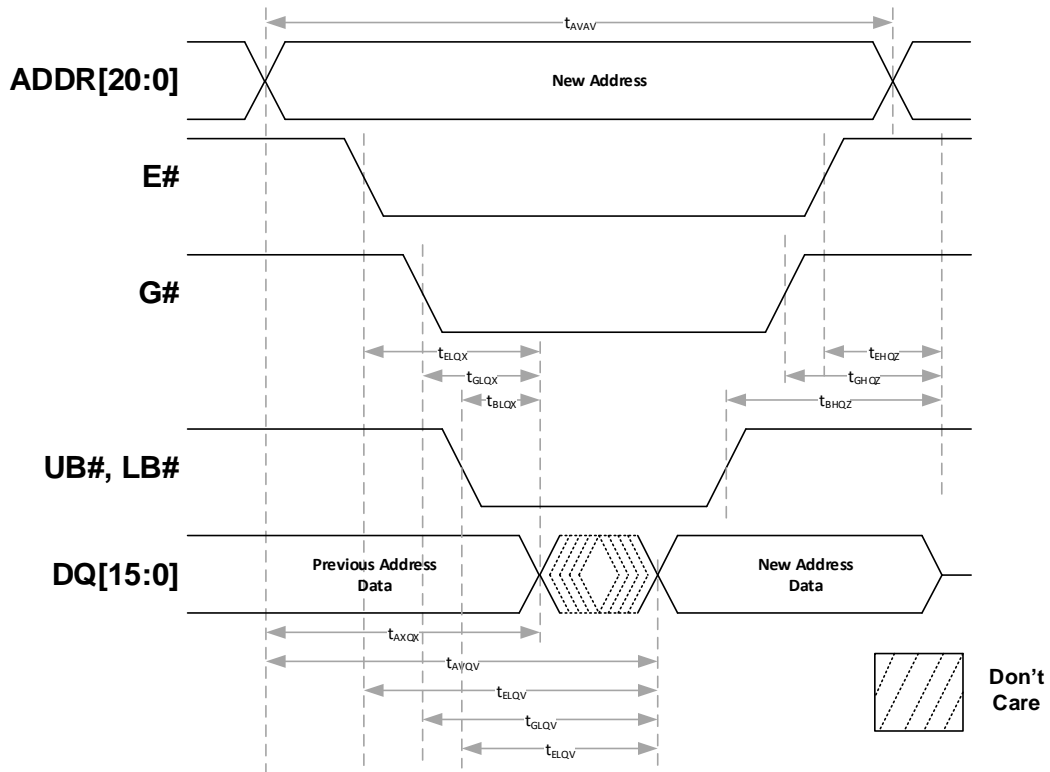 tAVAV
ADDR[20:0]
New Address
E#
G#
tELQX
tEHQZ
tGLQX
tGHQZ
tBLQX
tBHQZ
UB#, LB#
DQ[15:0]
Previous Address
Data
New Address
Data
tAXQX
tAVQV
tELQV
tGLQV
tELQV
Don't
Care